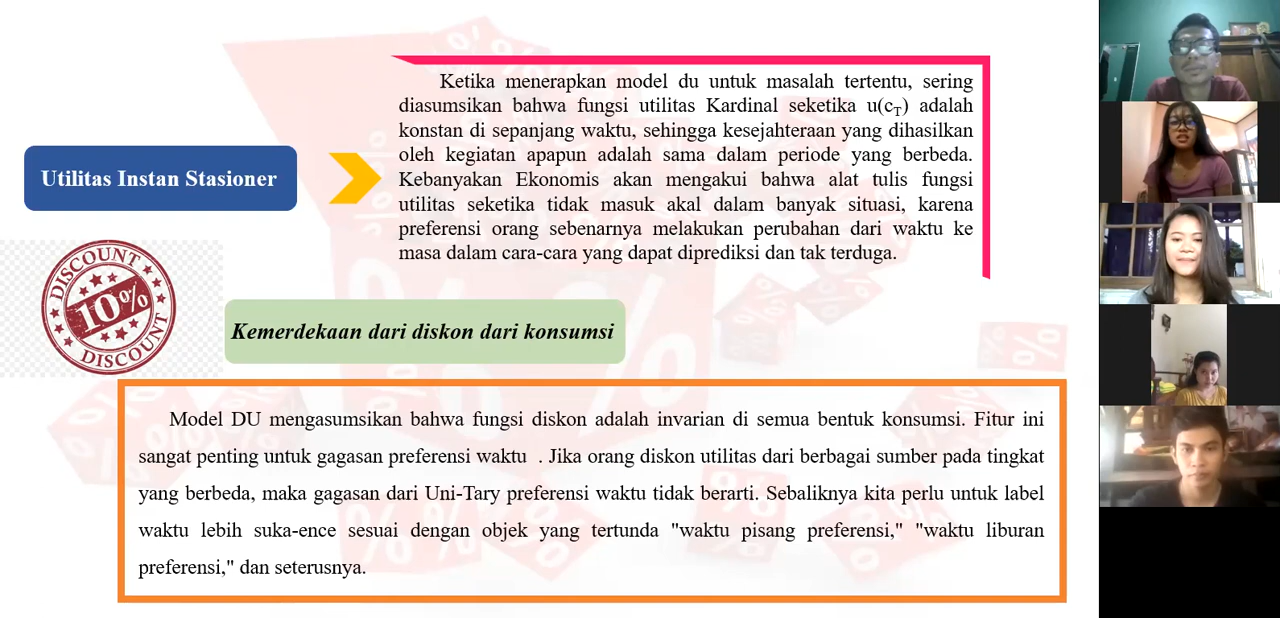 Ketika menerapkan model du untuk masalah tertentu, sering
diasumsikan bahwa fungsi utilitas Kardinal seketika u(cT) adalah
konstan di sepanjang waktu, sehingga kesejahteraan yang dihasilkan
oleh kegiatan apapun adalah sama dalam periode yang berbeda.
Kebanyakan Ekonomis akan mengakui bahwa alat tulis fungsi
utilitas seketika tidak masuk akal dalam banyak situasi, karena
preferensi orang sebenarnya melakukan perubahan dari waktu ke
masa dalam cara-cara yang dapat diprediksi dan tak terduga.
Utilitas Instan Stasioner
DISCOUNT
10%
DISCOUNT
Kemerdekaan dari diskon dari konsumsi
Model DU mengasumsikan bahwa fungsi diskon adalah invarian di semua bentuk konsumsi. Fitur ini
sangat penting untuk gagasan preferensi waktu . Jika orang diskon utilitas dari berbagai sumber pada tingkat
yang berbeda, maka gagasan dari Uni-Tary preferensi waktu tidak berarti. Sebaliknya kita perlu untuk label
waktu lebih suka-ence sesuai dengan objek yang tertunda "waktu pisang preferensi," "waktu liburan
preferensi," dan seterusnya.